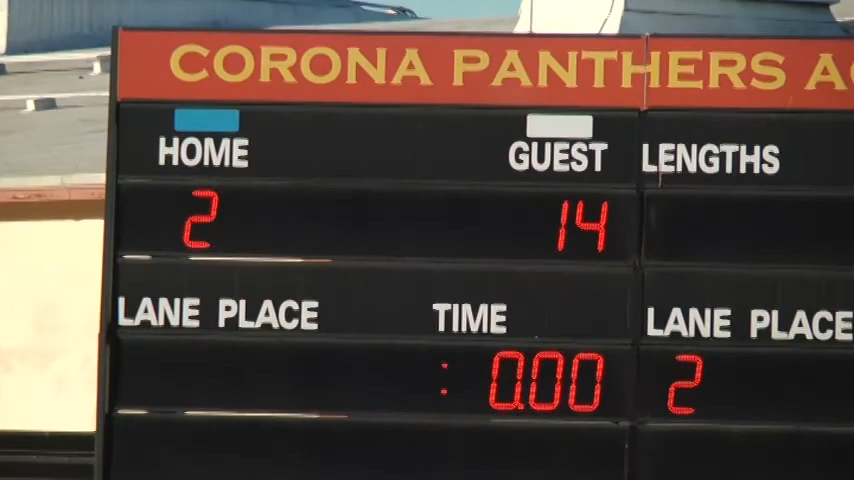 CORONA PANTHERS
HOME GUEST LENGTHS
2 14
LANE PLACE TIME LANE PLACE
: 0.00 2